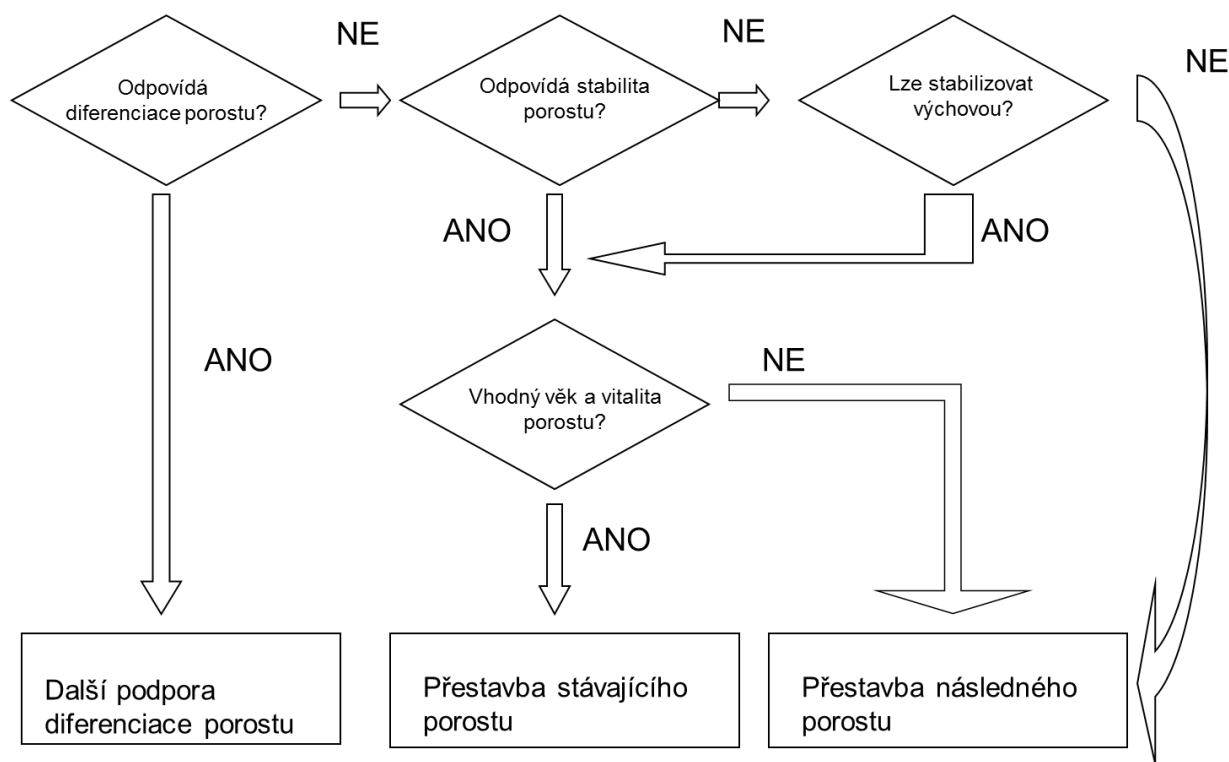 NE
NE
NE
Odpovídá
diferenciace porostu?
Odpovídá stabilita
porostu?
Lze stabilizovat
výchovou?
ANO
ANO
ANO
NE
Vhodný věk a vitalita
porostu?
ANO
Další podpora
diferenciace porostu
Přestavba stávajícího
porostu
Přestavba následného
porostu